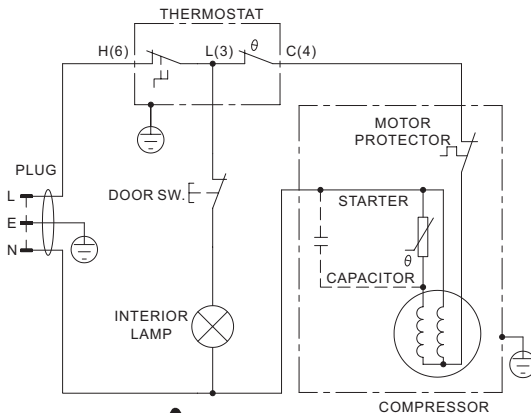 THERMOSTAT
H(6) L(3) θ C(4)
MOTOR
PROTECTOR
PLUG
L
E
N
DOOR SW.
STARTER
θ
CAPACITOR
INTERIOR
LAMP
COMPRESSOR